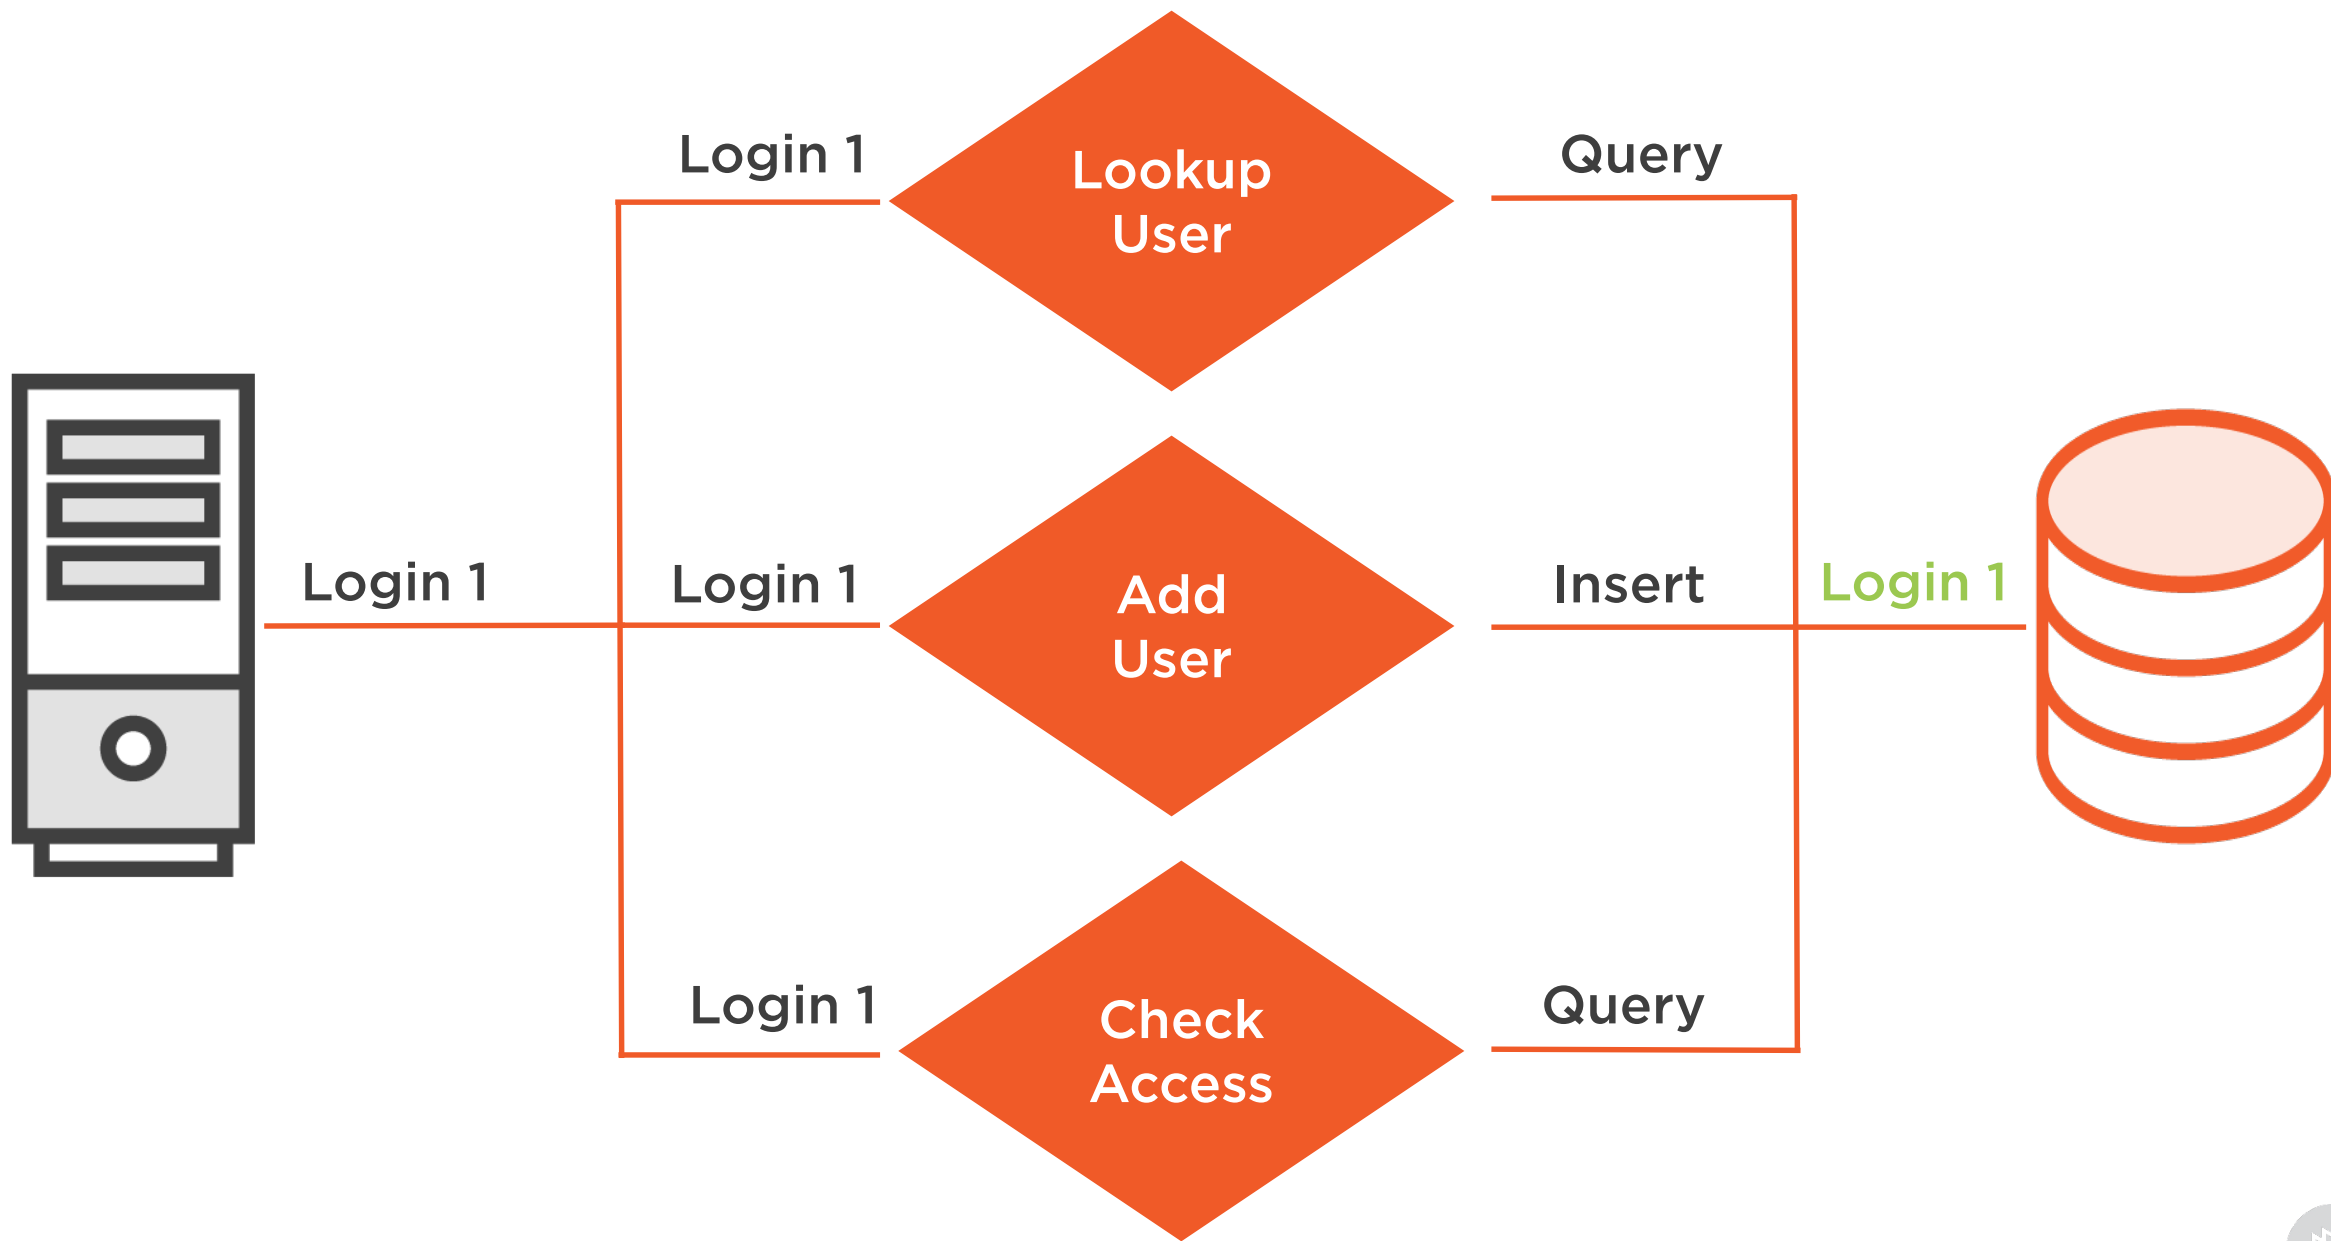 Login 1
Lookup
User
Query
Login 1
Login 1
Add
User
Insert
Login 1
Login 1
Check
Access
Query